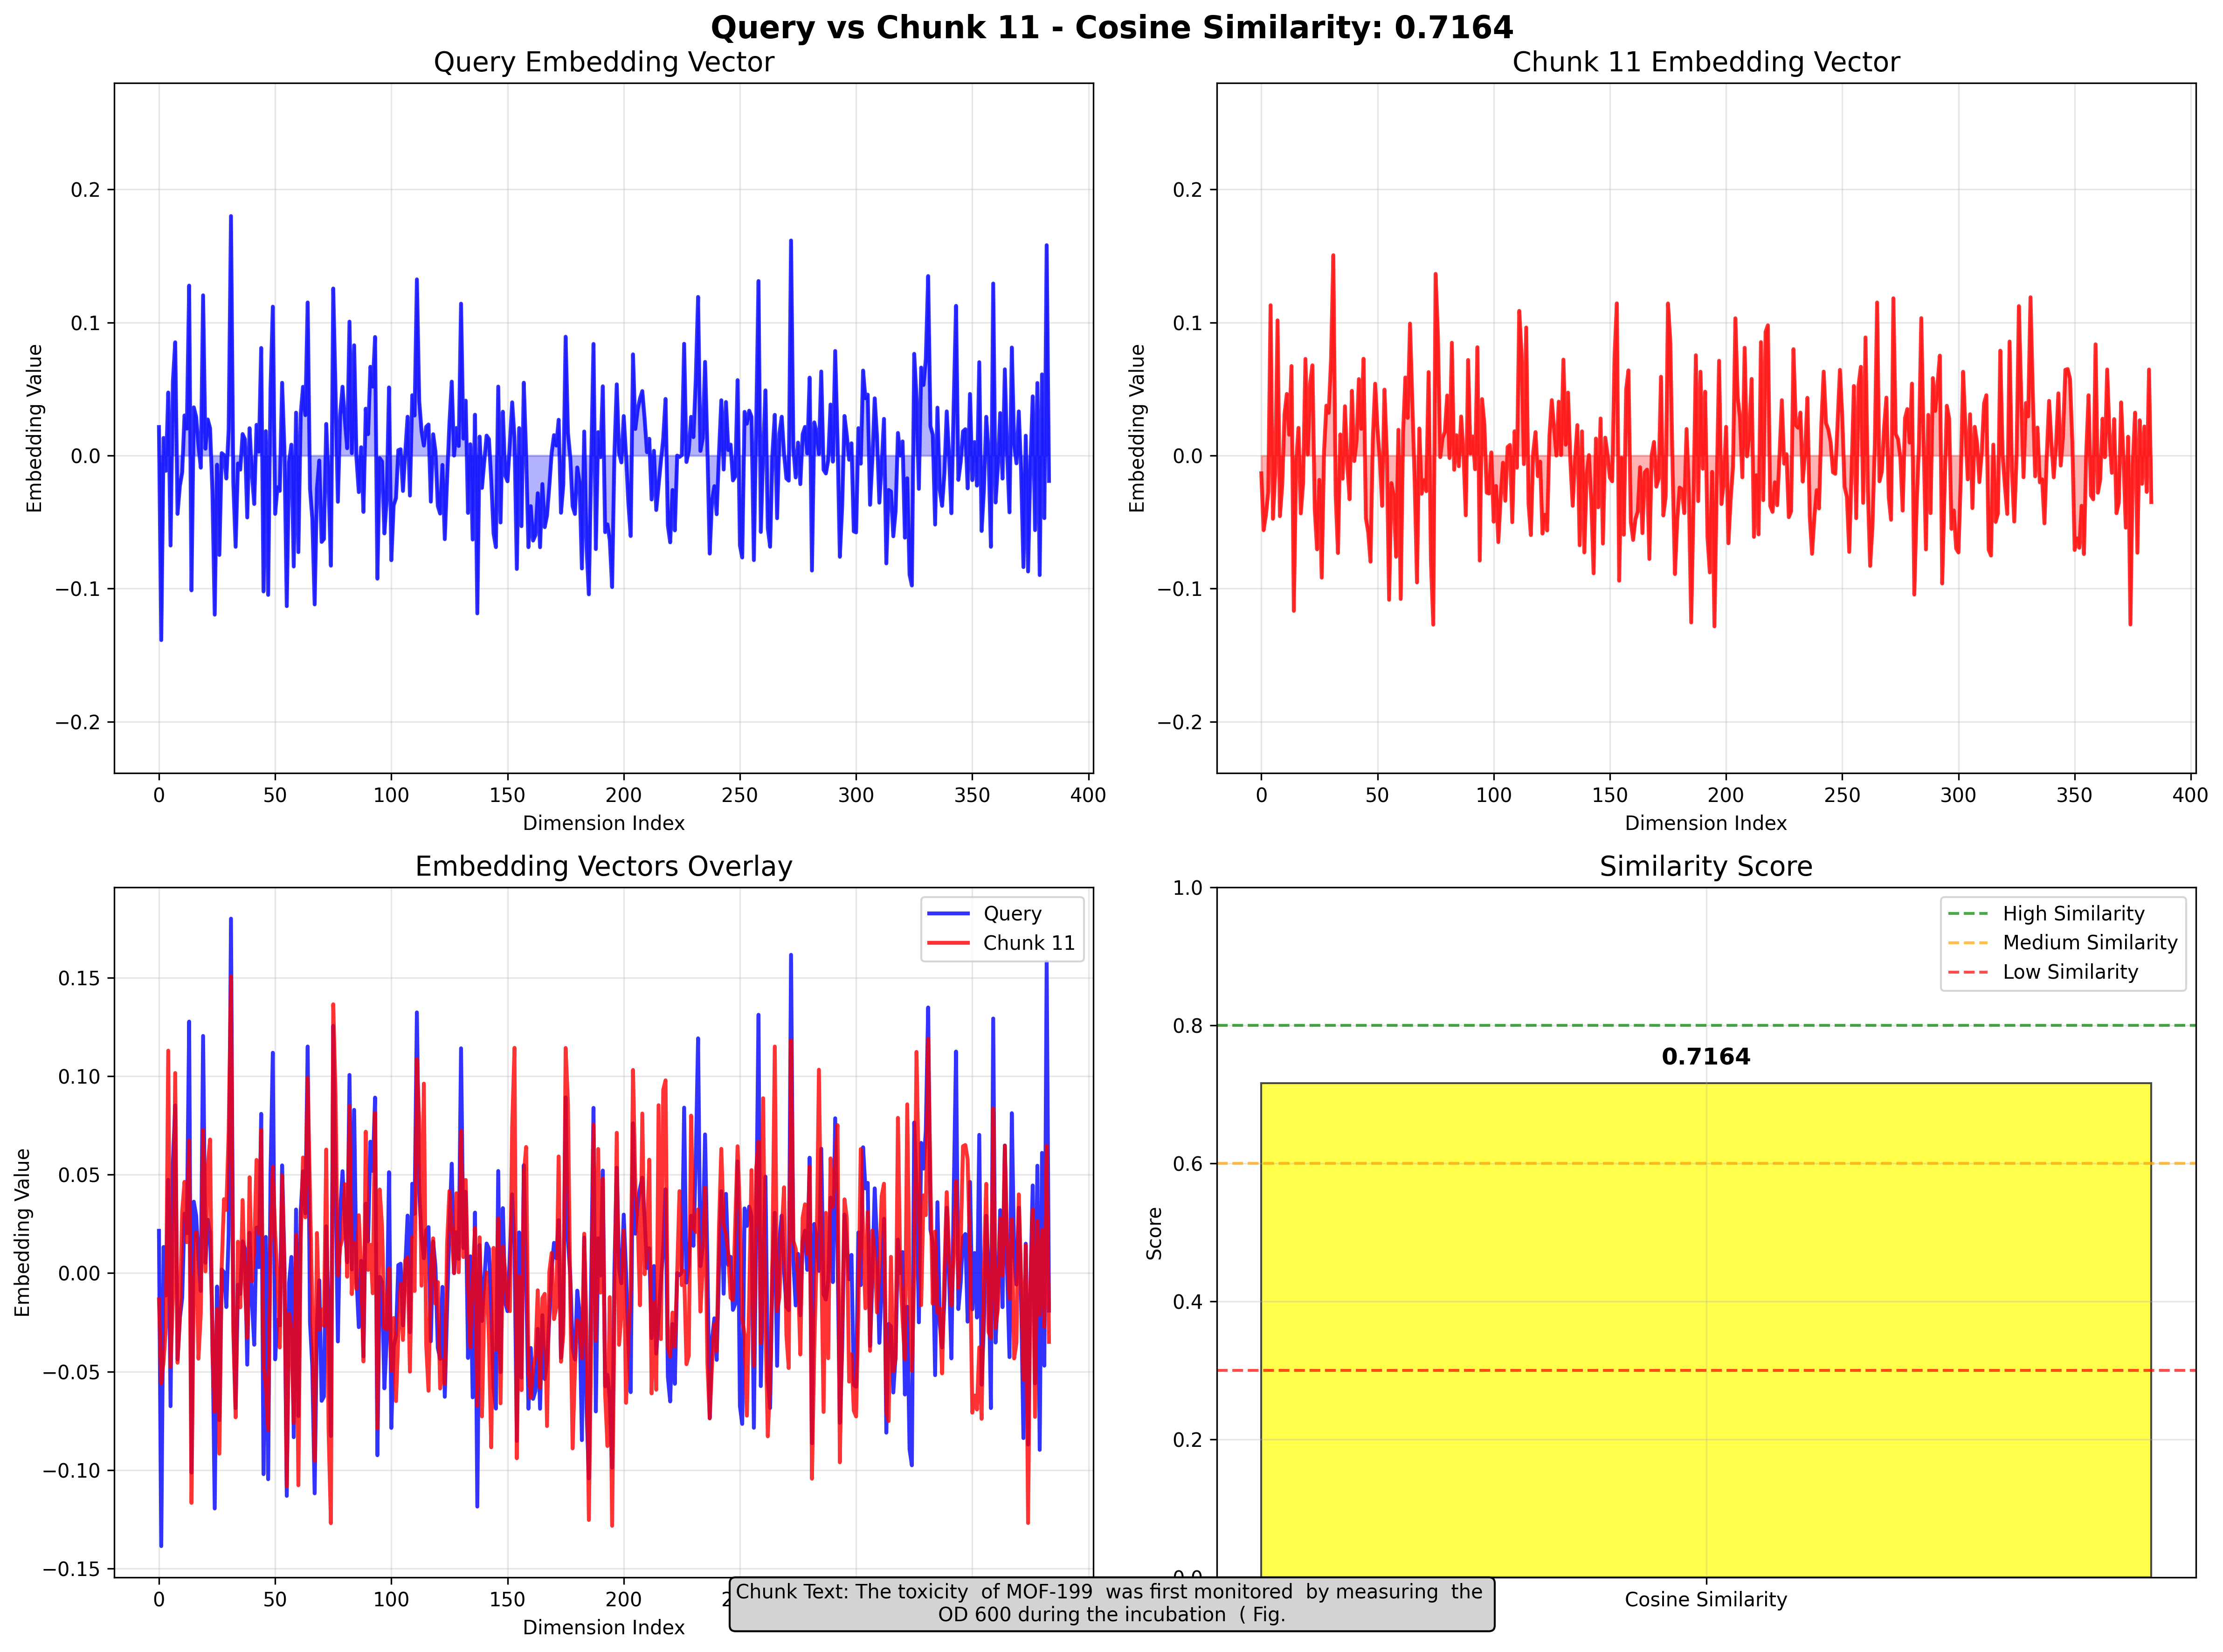 Query vs Chunk 11 - Cosine Similarity: 0.7164
Query Embedding Vector
Embedding Value
0.2
0.1
0.0
−0.1
−0.2
0 50 100 150 200 250 300 350 400
Dimension Index
Chunk 11 Embedding Vector
Embedding Value
0.2
0.1
0.0
−0.1
−0.2
0 50 100 150 200 250 300 350 400
Dimension Index
Embedding Vectors Overlay
Query
Chunk 11
Embedding Value
0.15
0.10
0.05
0.00
−0.05
−0.10
−0.15
0 50 100 150 200
Dimension Index
Similarity Score
High Similarity
Medium Similarity
Low Similarity
0.7164
Score
1.0
0.8
0.6
0.4
0.2
0.0
Cosine Similarity
Chunk Text: The toxicity  of MOF-199  was first monitored  by measuring  the
OD 600 during the incubation  ( Fig.